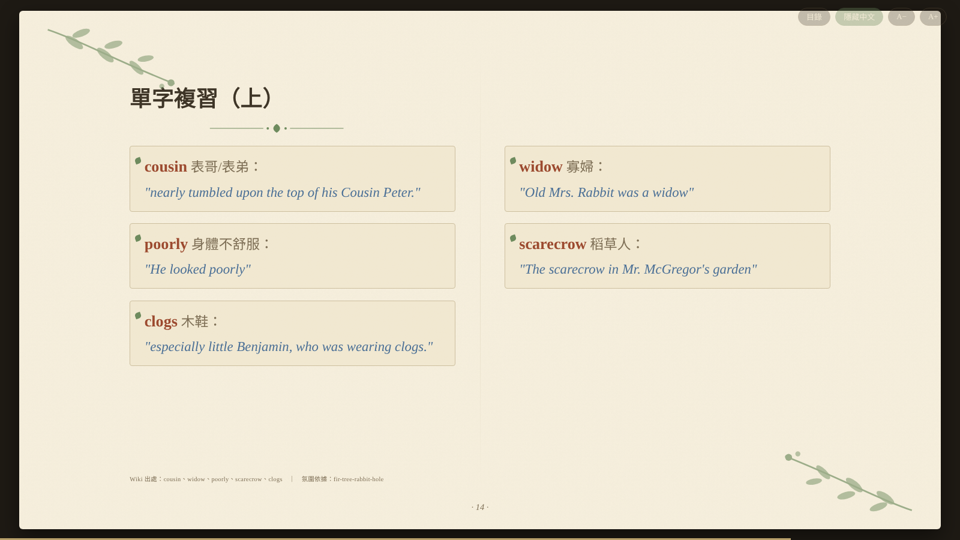 目錄
隱藏中文
A−
A+
單字複習（上）
cousin 表哥/表弟：
"nearly tumbled upon the top of his Cousin Peter."
poorly 身體不舒服：
"He looked poorly"
clogs 木鞋：
"especially little Benjamin, who was wearing clogs."
widow 寡婦：
"Old Mrs. Rabbit was a widow"
scarecrow 稻草人：
"The scarecrow in Mr. McGregor's garden"
Wiki 出處：cousin、widow、poorly、scarecrow、clogs | 氛圍依據：fir-tree-rabbit-hole
· 14 ·